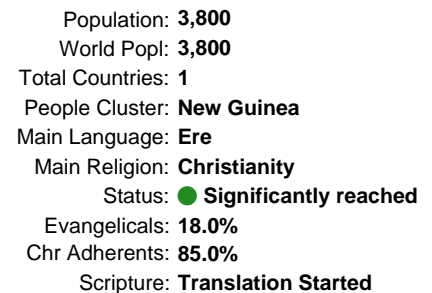 Population: 3,800
World Popl: 3,800
Total Countries: 1
People Cluster: New Guinea
Main Language: Ere
Main Religion: Christianity
Status: Significantly reached
Evangelicals: 18.0%
Chr Adherents: 85.0%
Scripture: Translation Started